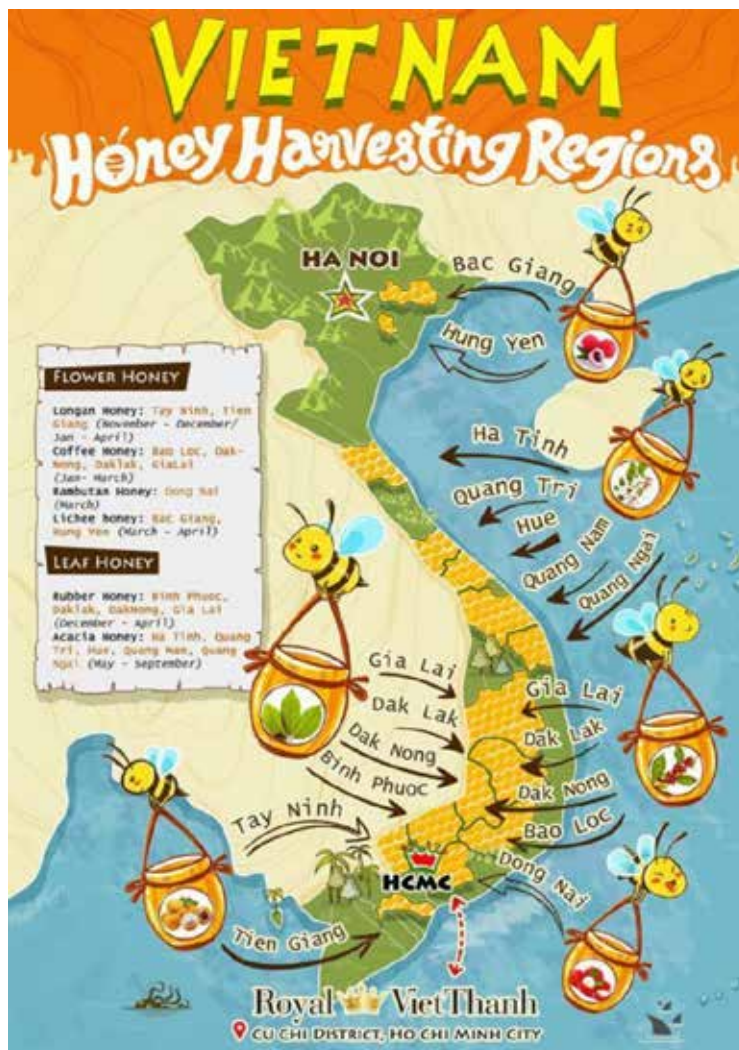 VIETNAM
Honey Harvesting Regions
HA NOI
Bac Giang
Hung Yen
FLOWER HONEY
Longan Honey: Tay Ninh, Tien
Giang (November - December/
Jan - April)
Coffee Honey: Bao Loc, Dak-
Nong, Daklak, GiaLai
(Jan- March)
Rambutan Honey: Dong Nai
(March)
Lichee honey: Bac Giang,
Hung Yen (March - April)
LEAF HONEY
Rubber Honey: Binh Phuoc,
Daklak, DakNong, Gia Lai
(December - April)
Acacia Honey: Ha Tinh, Quang
Tri, Hue, Quang Nam, Quang
Ngai (May - September)
Ha Tinh
Quang Tri
Hue
Quang Nam
Quang Ngai
Gia Lai
Dak Lak
Dak Nong
Binh Phuoc
Gia Lai
Dak Lak
Dak Nong
Bao Loc
Tay Ninh
HCMC
Dong Nai
Tien Giang
Royal VietThanh
CU CHI DISTRICT, HO CHI MINH CITY